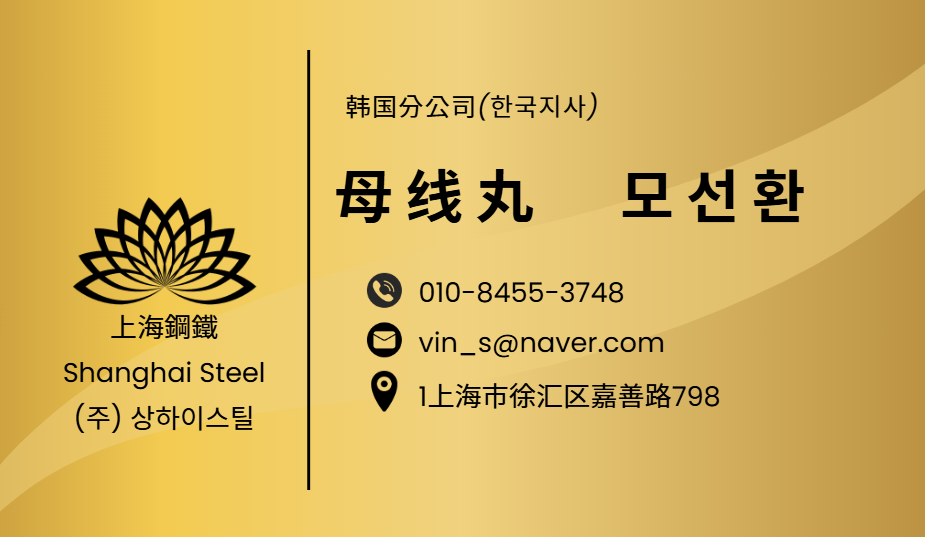 韩国分公司(한국지사)
母线丸 모선환
010-8455-3748
vin_s@naver.com
1上海市徐汇区嘉善路798
上海鋼鐵
Shanghai Steel
(주) 상하이스틸